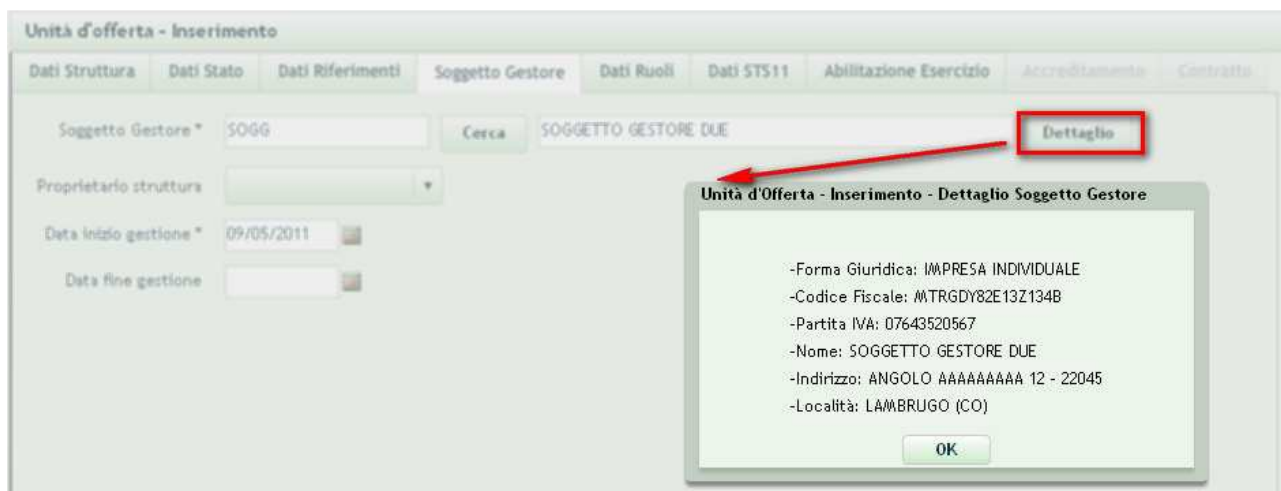 Unità d'offerta - Inserimento
Dati Struttura Dati Stato Dati Riferimenti Soggetto Gestore Dati Ruoli Dati STS11 Abilitazione Esercizio Accreditamento Contratto
Soggetto Gestore * SOGG Cerca SOGGETTO GESTORE DUE Dettaglio
Proprietario struttura
Data inizio gestione * 09/05/2011
Data fine gestione
Unità d'Offerta - Inserimento - Dettaglio Soggetto Gestore
-Forma Giuridica: IMPRESA INDIVIDUALE
-Codice Fiscale: MTRGDY82E13Z134B
-Partita IVA: 07643520567
-Nome: SOGGETTO GESTORE DUE
-Indirizzo: ANGOLO AAAAAAAAA 12 - 22045
-Località: LAMBRUGO (CO)
OK